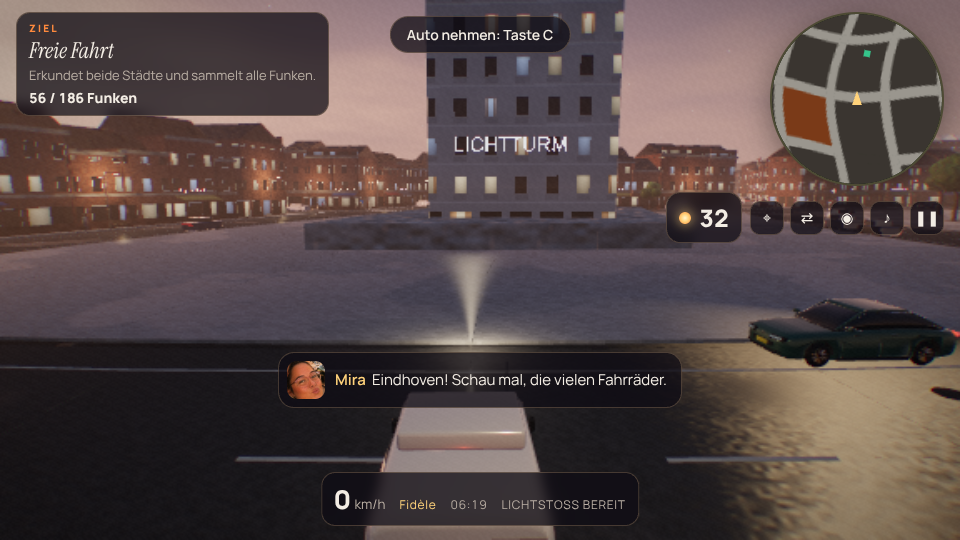 ZIEL
Freie Fahrt
Erkundet beide Städte und sammelt alle Funken.
56 / 186 Funken
Auto nehmen: Taste C
LICHTTURM
32
Mira Eindhoven! Schau mal, die vielen Fahrräder.
0 km/h Fidèle 06:19 LICHTSTOSS BEREIT